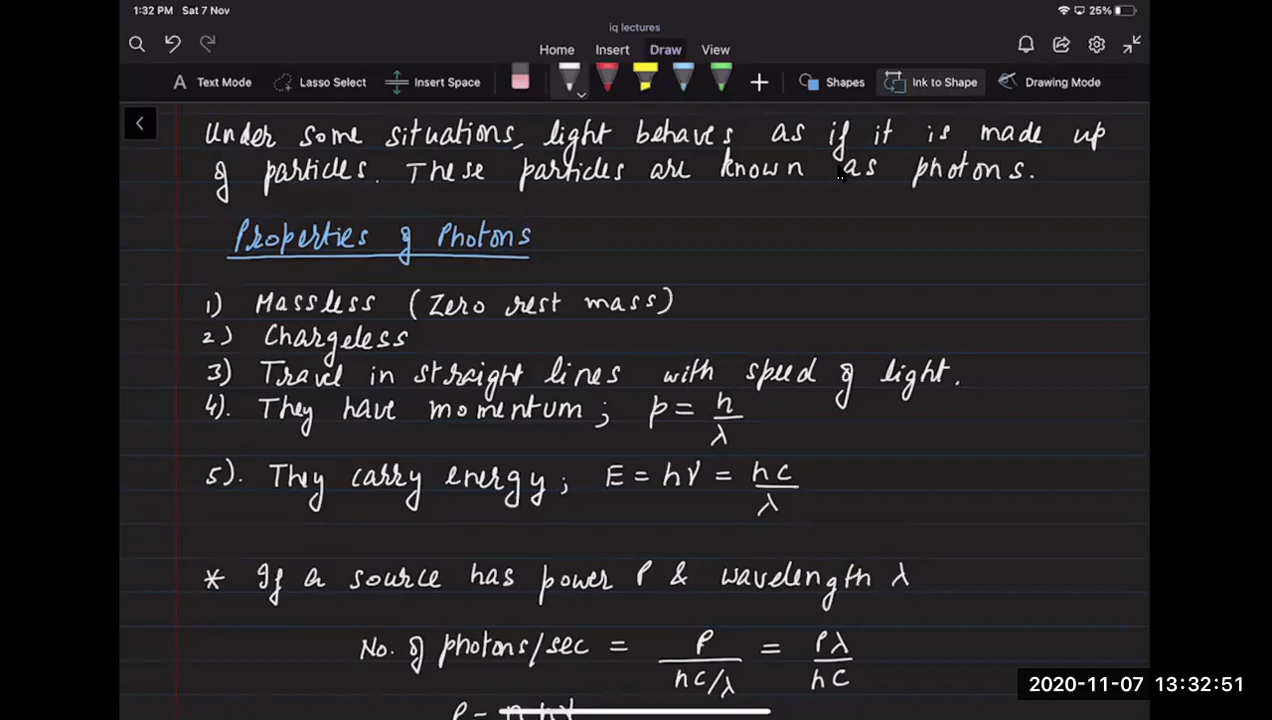 1:32 PM Sat 7 Nov
25%
iq lectures
Home Insert Draw View
Text Mode Lasso Select Insert Space Shapes Ink to Shape Drawing Mode
Under some situations, light behaves as if it is made up
of particles. These particles are known as photons.
Properties of Photons
1) Massless (Zero rest mass)
2) Chargeless
3) Travel in straight lines with speed of light.
4). They have momentum; p = h/λ
5). They carry energy; E = hν = hc/λ
* If a source has power P & wavelength λ
No. of photons/sec = P/(hc/λ) = Pλ/hc
2020-11-07 13:32:51